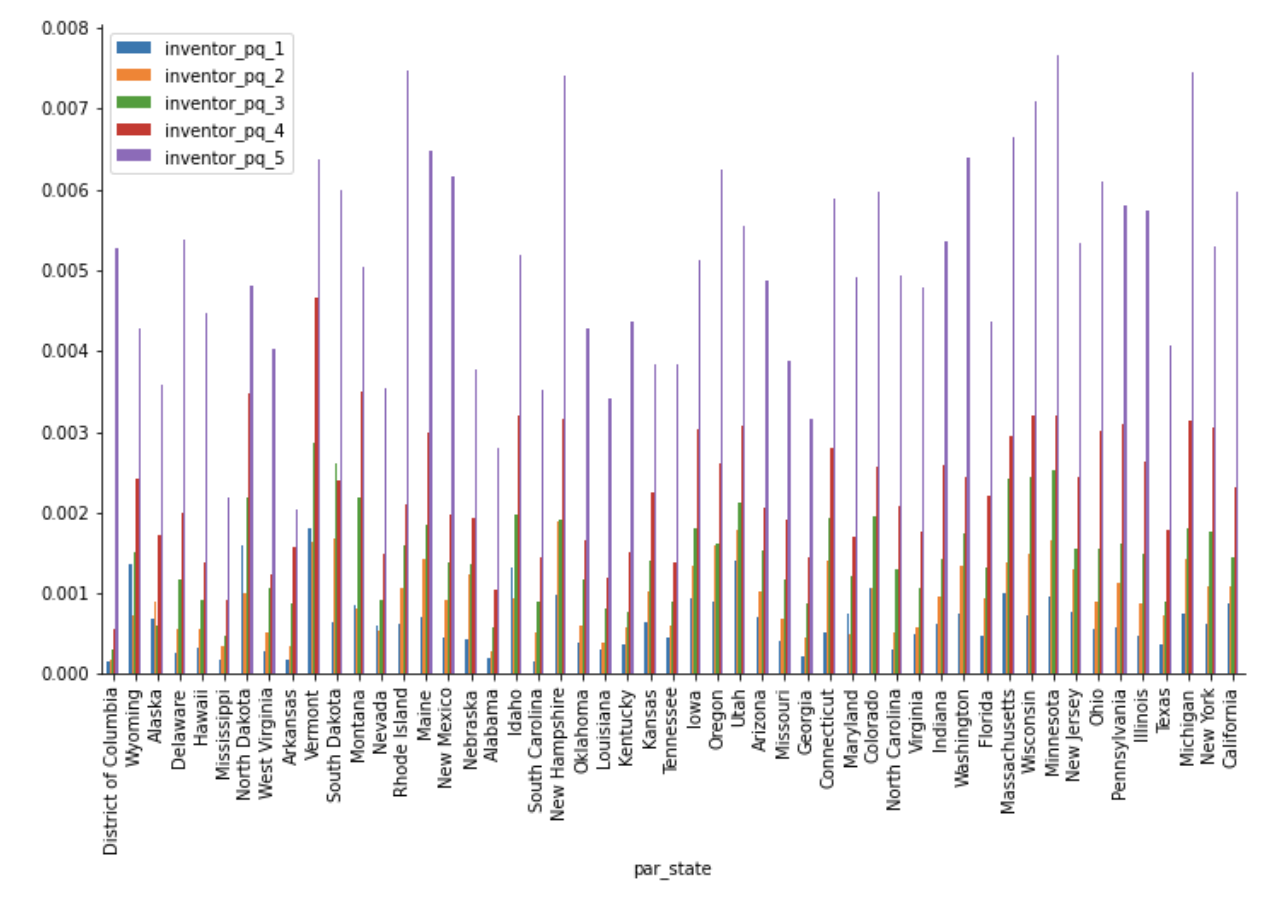 0.008
0.007
0.006
0.005
0.004
0.003
0.002
0.001
0.000
inventor_pq_1
inventor_pq_2
inventor_pq_3
inventor_pq_4
inventor_pq_5
District of Columbia
Wyoming
Alaska
Delaware
Hawaii
Mississippi
North Dakota
West Virginia
Arkansas
Vermont
South Dakota
Montana
Nevada
Rhode Island
Maine
New Mexico
Nebraska
Alabama
Idaho
South Carolina
New Hampshire
Oklahoma
Louisiana
Kentucky
Kansas
Tennessee
Iowa
Oregon
Utah
Arizona
Missouri
Georgia
Connecticut
Maryland
Colorado
North Carolina
Virginia
Indiana
Washington
Florida
Massachusetts
Wisconsin
Minnesota
New Jersey
Ohio
Pennsylvania
Illinois
Texas
Michigan
New York
California
par_state